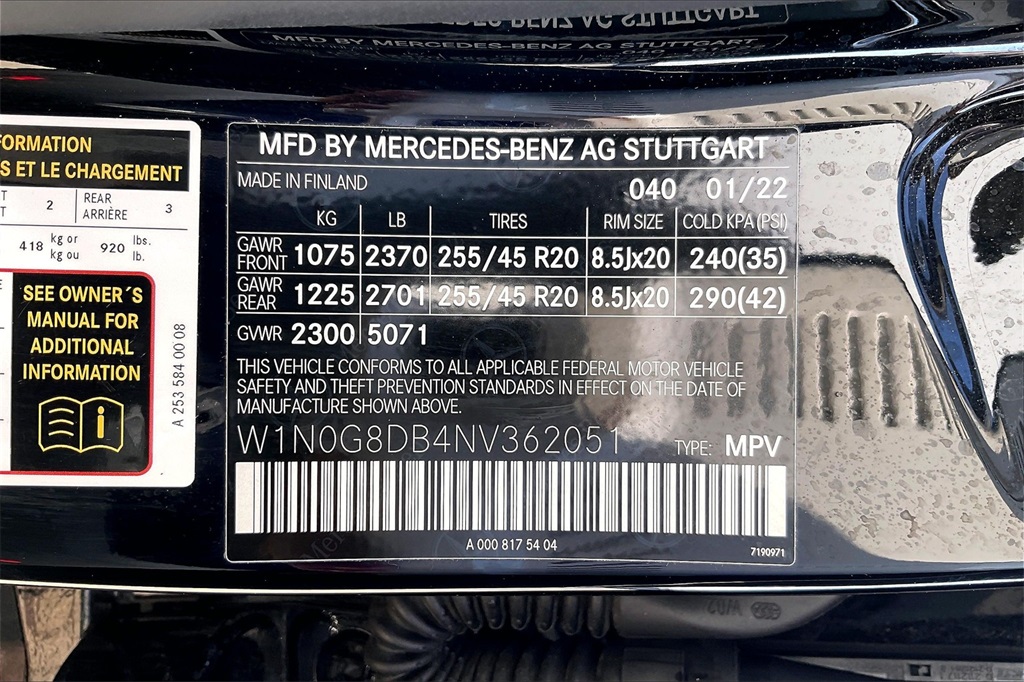 FORMATION
S ET LE CHARGEMENT
2 REAR ARRIÈRE 3
418 kg or kg ou 920 lbs. lb.
SEE OWNER´S
MANUAL FOR
ADDITIONAL
INFORMATION
A 253 584 00 08
MFD BY MERCEDES-BENZ AG STUTTGART
MADE IN FINLAND 040 01/22
KG LB TIRES RIM SIZE COLD KPA(PSI)
GAWR FRONT 1075 2370 255/45 R20 8.5Jx20 240(35)
GAWR REAR 1225 2701 255/45 R20 8.5Jx20 290(42)
GVWR 2300 5071
THIS VEHICLE CONFORMS TO ALL APPLICABLE FEDERAL MOTOR VEHICLE
SAFETY AND THEFT PREVENTION STANDARDS IN EFFECT ON THE DATE OF
MANUFACTURE SHOWN ABOVE.
W1N0G8DB4NV362051 TYPE: MPV
A 000 817 54 04
7190971